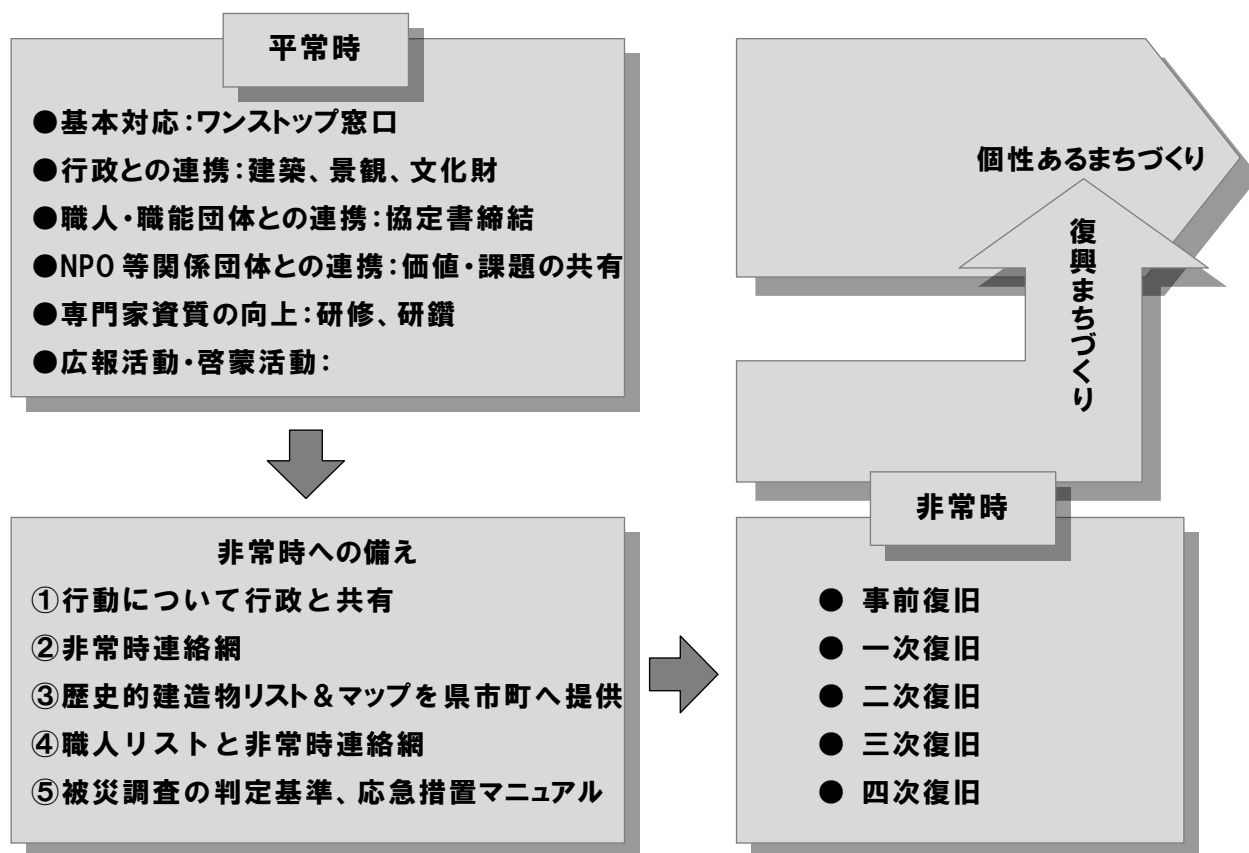 平常時
●基本対応：ワンストップ窓口
●行政との連携：建築、景観、文化財
●職人・職能団体との連携：協定書締結
●NPO 等関係団体との連携：価値・課題の共有
●専門家資質の向上：研修、研鑽
●広報活動・啓蒙活動：
非常時への備え
①行動について行政と共有
②非常時連絡網
③歴史的建造物リスト＆マップを県市町へ提供
④職人リストと非常時連絡網
⑤被災調査の判定基準、応急措置マニュアル
非常時
● 事前復旧
● 一次復旧
● 二次復旧
● 三次復旧
● 四次復旧
復興まちづくり
個性あるまちづくり